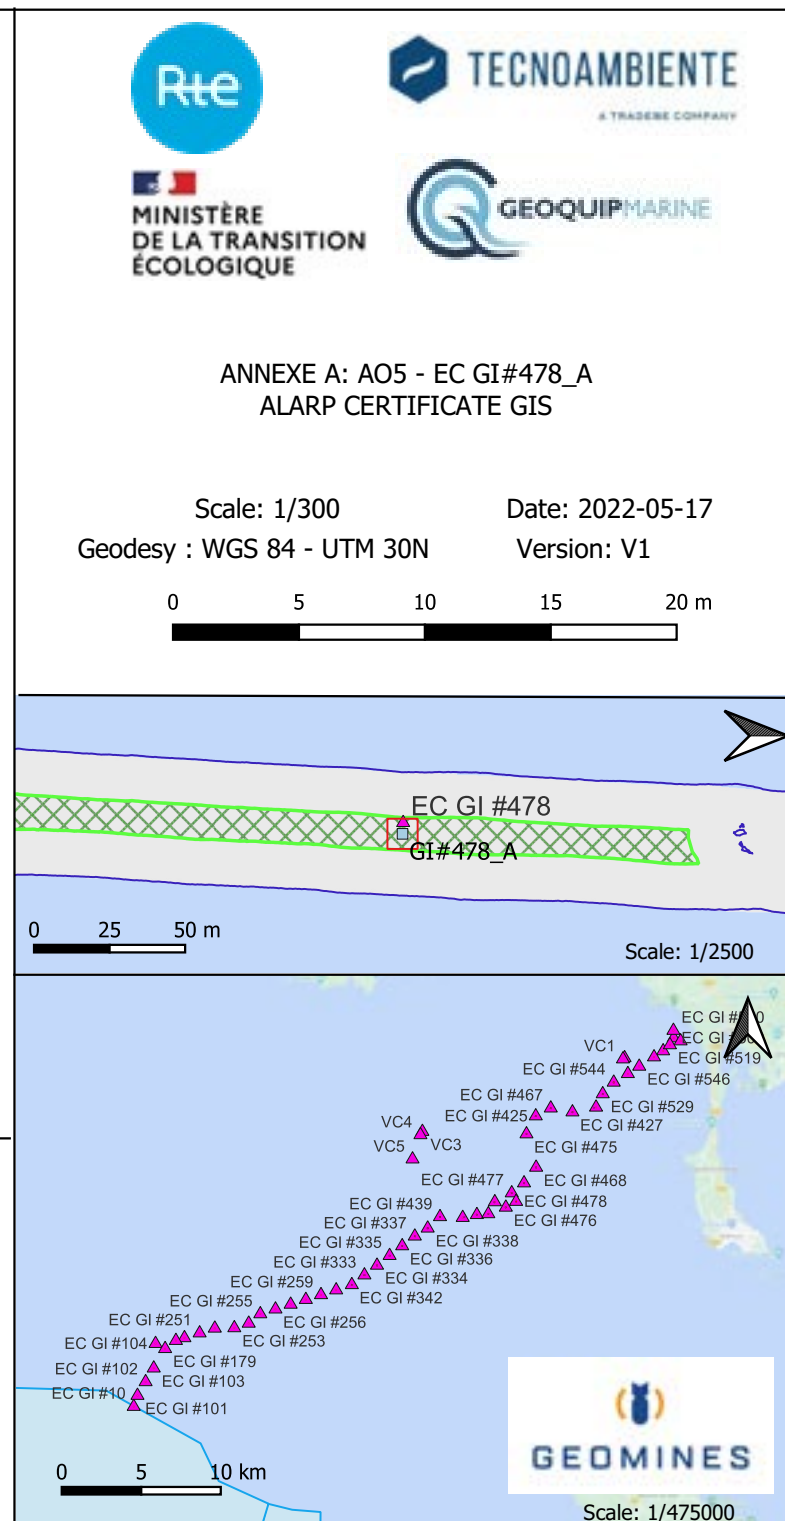 Rte
TECNOAMBIENTE
A TRADEBE COMPANY
MINISTÈRE
DE LA TRANSITION
ÉCOLOGIQUE
GEOQUIPMARINE
ANNEXE A: AO5 - EC GI#478_A
ALARP CERTIFICATE GIS
Scale: 1/300
Date: 2022-05-17
Geodesy : WGS 84 - UTM 30N
Version: V1
0 5 10 15 20 m
EC GI #478
GI#478_A
0 25 50 m
Scale: 1/2500
EC GI
VC1
EC GI
EC GI #519
EC GI #544
EC GI #546
EC GI #467
EC GI #529
EC GI #425
EC GI #427
VC4
VC3
EC GI #475
VC5
EC GI #477
EC GI #468
EC GI #478
EC GI #439
EC GI #476
EC GI #337
EC GI #338
EC GI #335
EC GI #336
EC GI #333
EC GI #334
EC GI #259
EC GI #342
EC GI #255
EC GI #256
EC GI #251
EC GI #253
EC GI #104
EC GI #179
EC GI #102
EC GI #103
EC GI #10
EC GI #101
0 5 10 km
GEOMINES
Scale: 1/475000